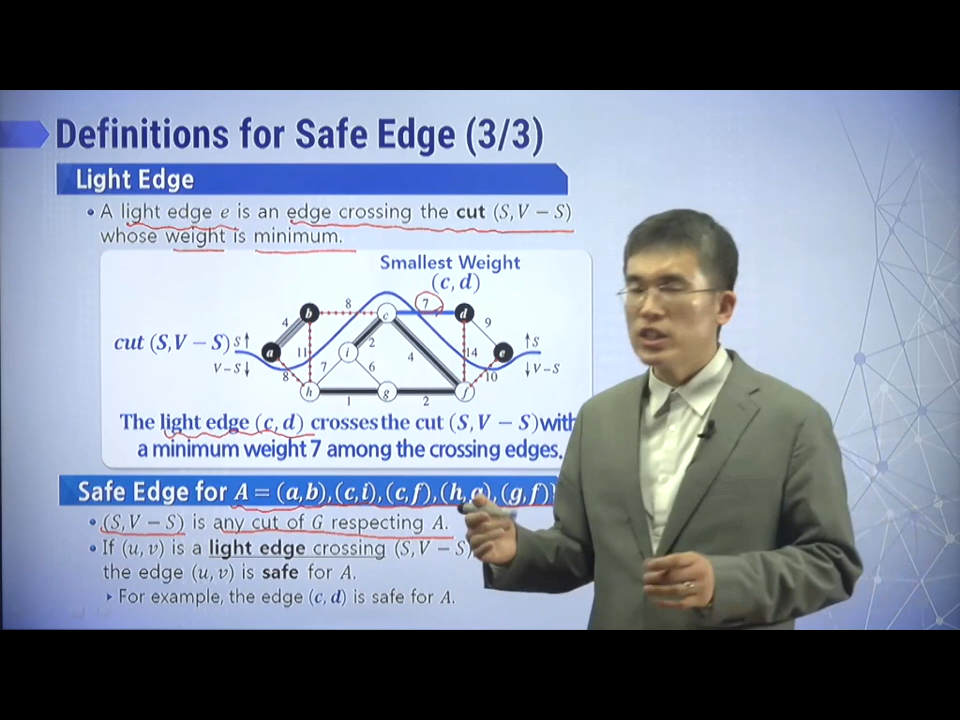 Definitions for Safe Edge (3/3)
Light Edge
• A light edge e is an edge crossing the cut (S, V − S)
whose weight is minimum.
Smallest Weight
(c, d)
8
7
b
c
d
4
9
cut (S, V − S)
S↑
a
11
i
2
4
14
e
↑S
V−S↓
8
7
6
10
↓V−S
h
g
f
1
2
The light edge (c, d) crosses the cut (S, V − S) with
a minimum weight 7 among the crossing edges.
Safe Edge for A = (a, b), (c, i), (c, f), (h, g), (g, f)
• (S, V − S) is any cut of G respecting A.
• If (u, v) is a light edge crossing (S, V − S)
the edge (u, v) is safe for A.
▸ For example, the edge (c, d) is safe for A.